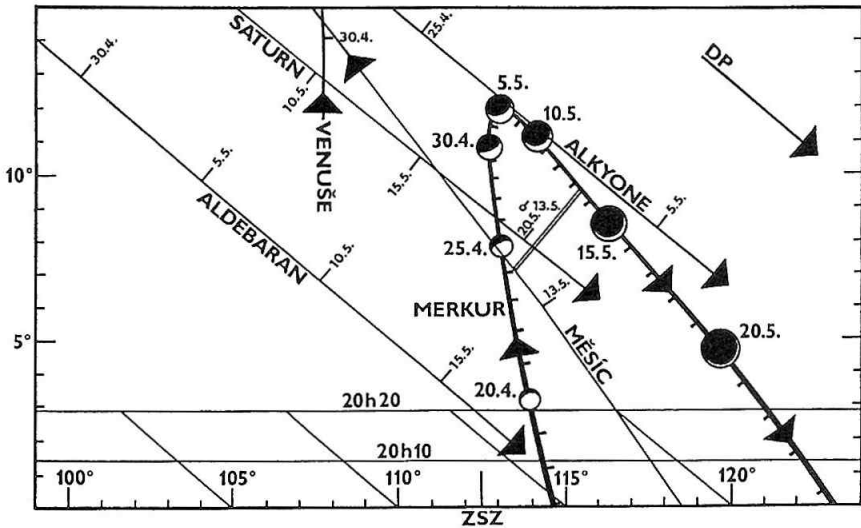 30.4.
SATURN
10.5.
15.5.
30.4.
VENUŠE
25.4.
DP
5.5.
10.5.
30.4.
ALKYONE
5.5.
ALDEBARAN
5.5.
10.5.
15.5.
10°
♂ 13.5.
20.5.
25.4.
15.5.
13.5.
MERKUR
MĚSÍC
5°
20.5.
20.4.
20h20
20h10
100°
105°
110°
115°
120°
ZSZ